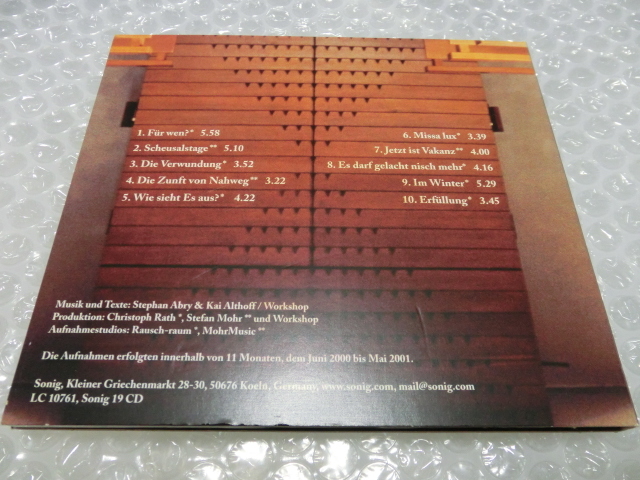 1. Für wen?* 5.58
2. Scheusalstage** 5.10
3. Die Verwundung* 3.52
4. Die Zunft von Nahweg** 3.22
5. Wie sieht Es aus?* 4.22
6. Missa lux* 3.39
7. Jetzt ist Vakanz** 4.00
8. Es darf gelacht nisch mehr* 4.16
9. Im Winter* 5.29
10. Erfüllung* 3.45
Musik und Texte: Stephan Abry & Kai Althoff / Workshop
Produktion: Christoph Rath *, Stefan Mohr ** und Workshop
Aufnahmestudios: Rausch-raum *, MohrMusic **
Die Aufnahmen erfolgten innerhalb von 11 Monaten, dem Juni 2000 bis Mai 2001.
Sonig, Kleiner Griechenmarkt 28-30, 50676 Koeln, Germany, www.sonig.com, mail@sonig.com
LC 10761, Sonig 19 CD